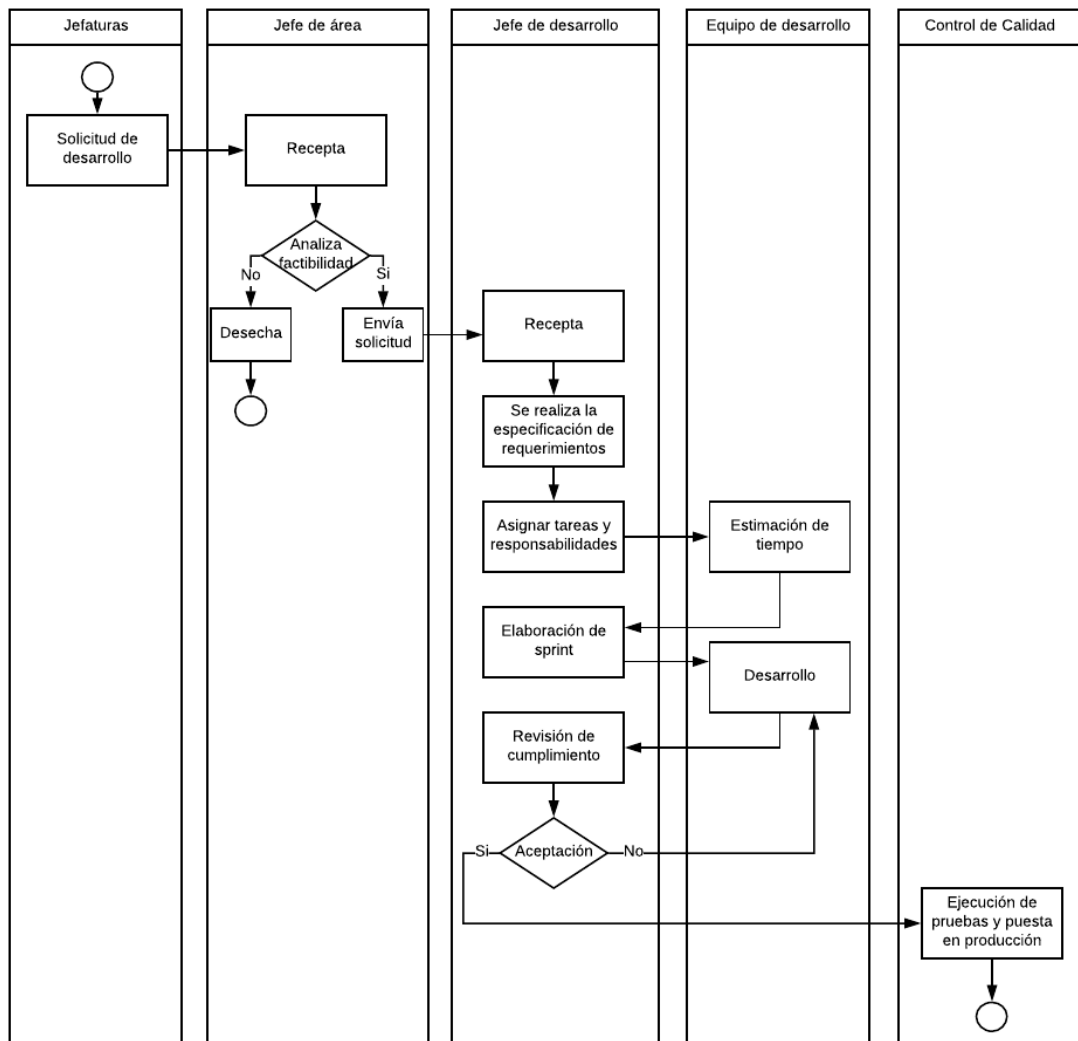 Jefaturas
Jefe de área
Jefe de desarrollo
Equipo de desarrollo
Control de Calidad
Solicitud de
desarrollo
Recepta
Analiza
factibilidad
No
Si
Desecha
Envía
solicitud
Recepta
Se realiza la
especificación de
requerimientos
Asignar tareas y
responsabilidades
Estimación de
tiempo
Elaboración de
sprint
Desarrollo
Revisión de
cumplimiento
Si
Aceptación
No
Ejecución de
pruebas y puesta
en producción